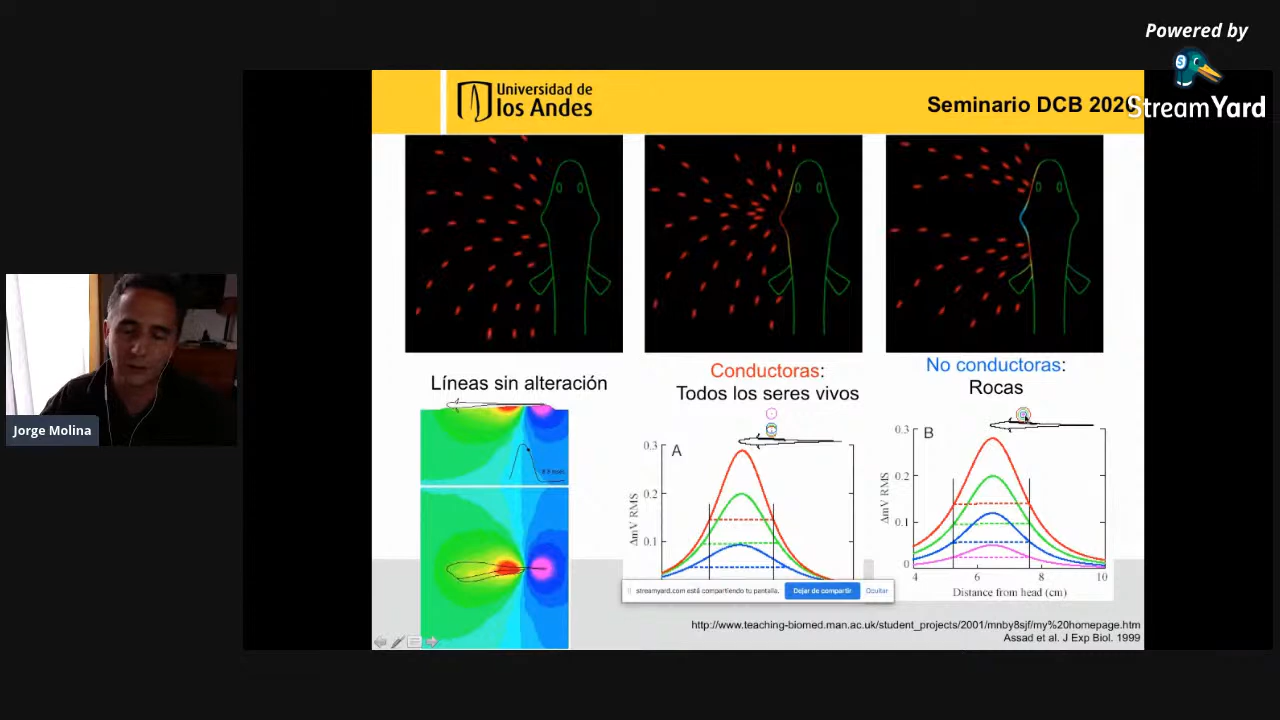 Powered by
StreamYard
Universidad de
los Andes
Seminario DCB 2020
Líneas sin alteración
Conductoras:
Todos los seres vivos
No conductoras:
Rocas
Jorge Molina
A
0.3
0.2
0.1
ΔmV RMS
B
0.3
0.2
0.1
0
ΔmV RMS
4 6 8 10
Distance from head (cm)
streamyard.com está compartiendo tu pantalla.
Dejar de compartir
Ocultar
http://www.teaching-biomed.man.ac.uk/student_projects/2001/mnby8sjf/my%20homepage.htm
Assad et al. J Exp Biol. 1999